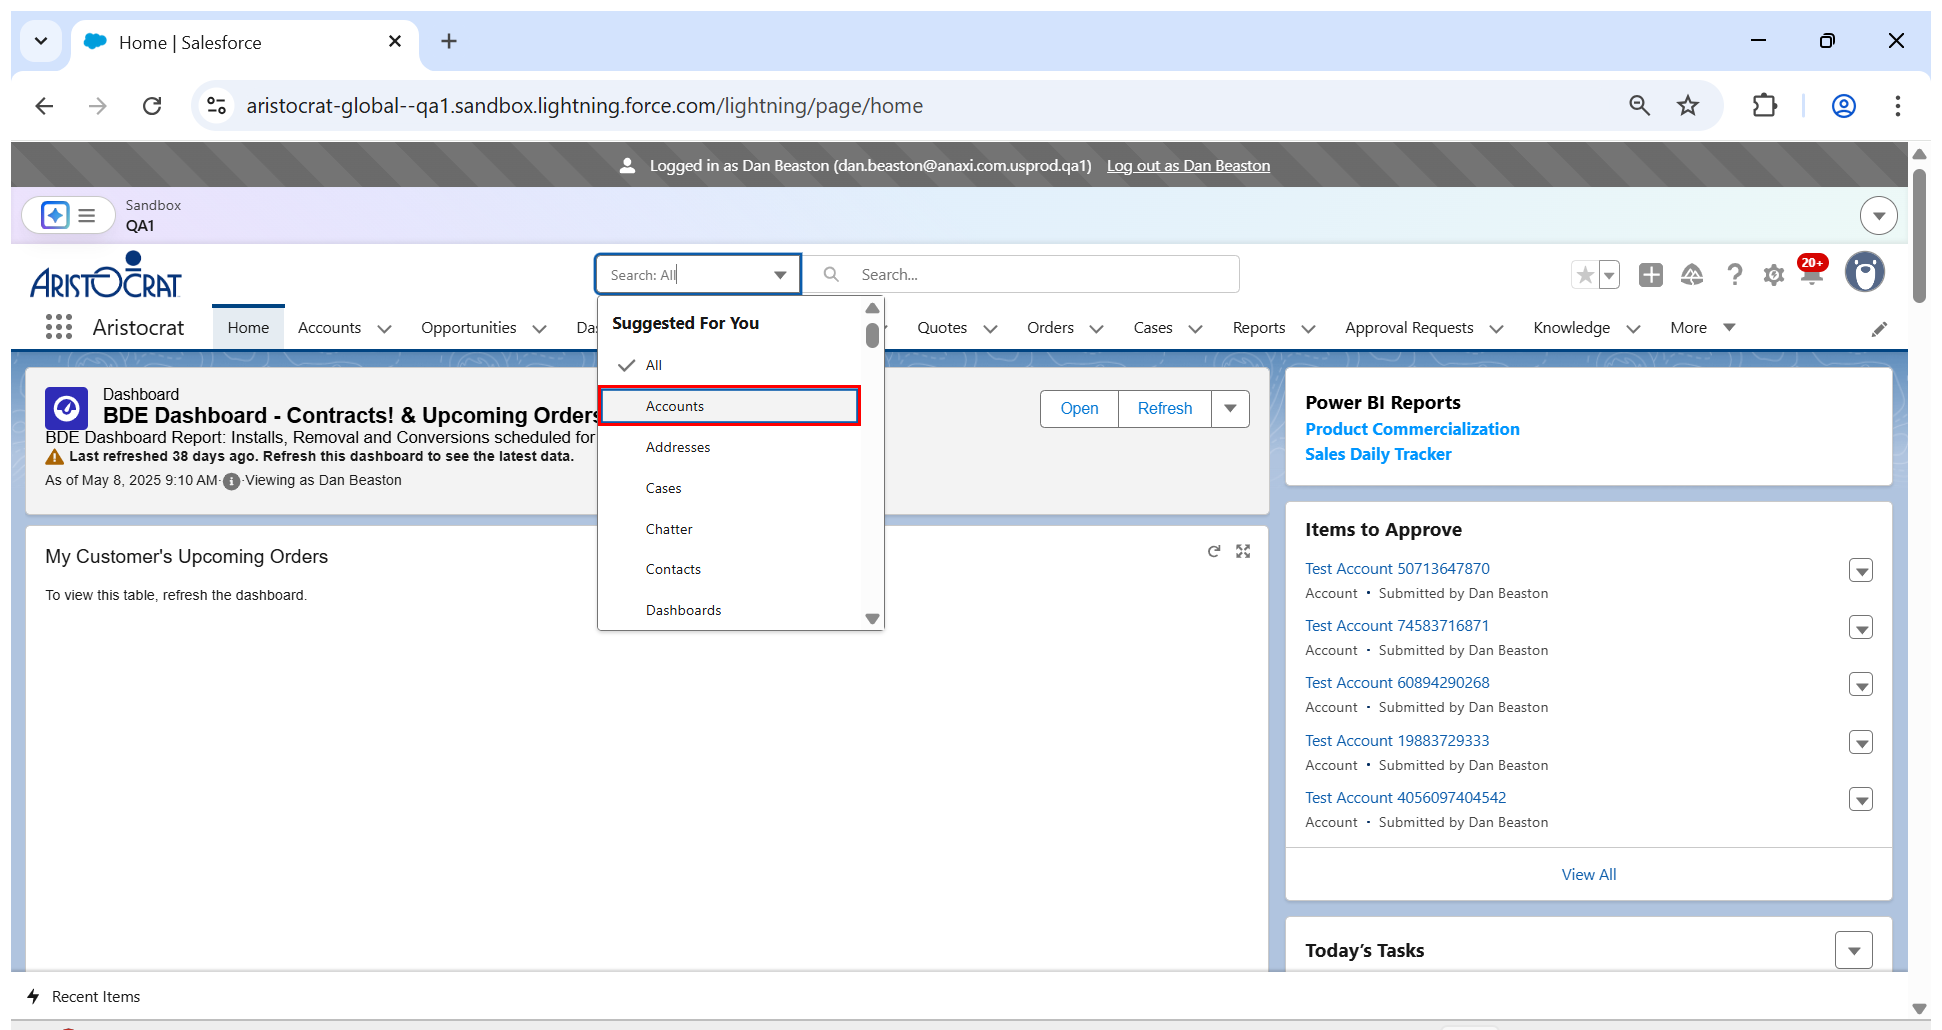 Home | Salesforce
aristocrat-global--qa1.sandbox.lightning.force.com/lightning/page/home
Logged in as Dan Beaston (dan.beaston@anaxi.com.usprod.qa1) Log out as Dan Beaston
Sandbox
QA1
ARISTOCRAT
Search: All
Search...
20+
Aristocrat
Home
Accounts
Opportunities
Quotes
Orders
Cases
Reports
Approval Requests
Knowledge
More
Suggested For You
All
Accounts
Addresses
Cases
Chatter
Contacts
Dashboards
Dashboard
BDE Dashboard - Contracts! & Upcoming Orders
BDE Dashboard Report: Installs, Removal and Conversions scheduled for
Last refreshed 38 days ago. Refresh this dashboard to see the latest data.
As of May 8, 2025 9:10 AM·Viewing as Dan Beaston
Open
Refresh
My Customer's Upcoming Orders
To view this table, refresh the dashboard.
Power BI Reports
Product Commercialization
Sales Daily Tracker
Items to Approve
Test Account 50713647870
Account • Submitted by Dan Beaston
Test Account 74583716871
Account • Submitted by Dan Beaston
Test Account 60894290268
Account • Submitted by Dan Beaston
Test Account 19883729333
Account • Submitted by Dan Beaston
Test Account 4056097404542
Account • Submitted by Dan Beaston
View All
Today's Tasks
Recent Items